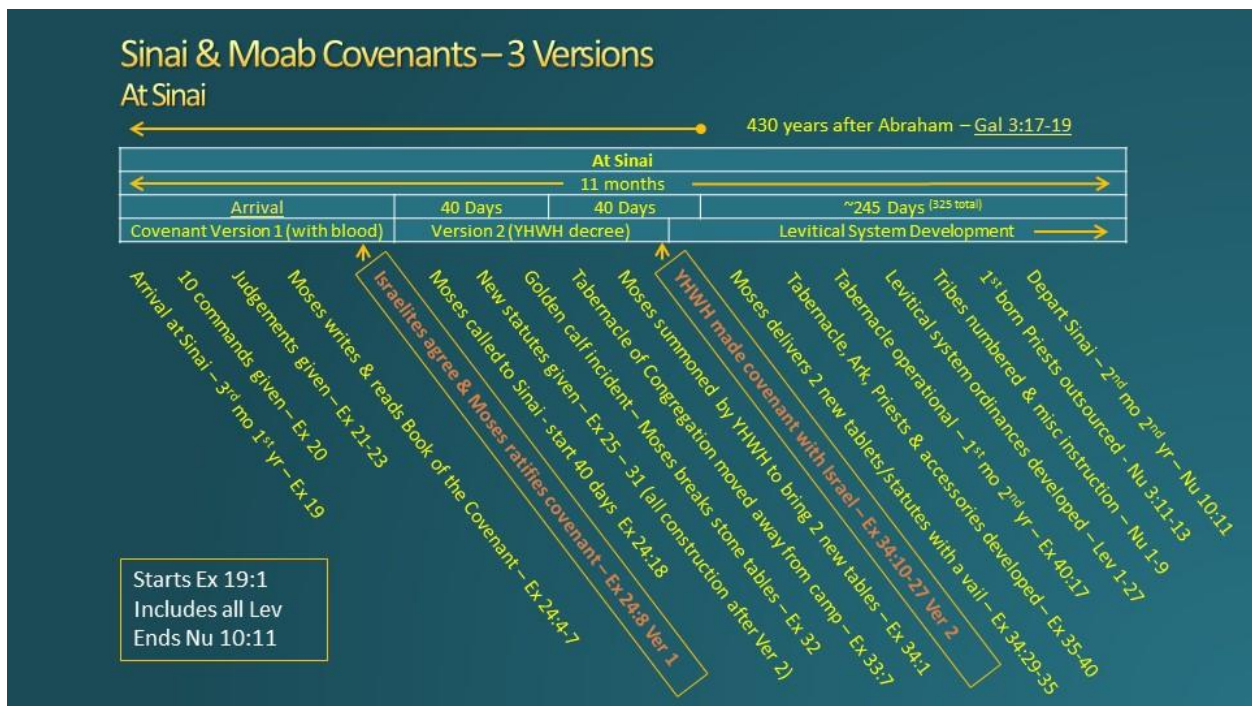 Sinai & Moab Covenants – 3 Versions
At Sinai
430 years after Abraham – Gal 3:17-19
At Sinai
11 months
Arrival
40 Days
40 Days
~245 Days (325 total)
Covenant Version 1 (with blood)
Version 2 (YHWH decree)
Levitical System Development
Arrival at Sinai – 3rd mo 1st yr – Ex 19
10 commands given – Ex 20
Judgements given – Ex 21-23
Moses writes & reads Book of the Covenant – Ex 24:4-7
Israelites agree & Moses ratifies covenant – Ex 24:8 Ver 1
Moses called to Sinai - start 40 days Ex 24:18
New statutes given – Ex 25 – 31 (all construction after Ver 2)
Golden calf incident – Moses breaks stone tables – Ex 32
Tabernacle of Congregation moved away from camp – Ex 33:7
Moses summoned by YHWH to bring 2 new tables – Ex 34:1
YHWH made covenant with Israel – Ex 34:10-27 Ver 2
Moses delivers 2 new tablets/statutes with a vail – Ex 34:29-35
Tabernacle, Ark, Priests & accessories developed – Ex 35-40
Tabernacle operational – 1st mo 2nd yr – Ex 40:17
Levitical system ordinances developed – Lev 1-27
Tribes numbered & misc instruction – Nu 1-9
1st born Priests outsourced - Nu 3:11-13
Depart Sinai – 2nd mo 2nd yr – Nu 10:11
Starts Ex 19:1
Includes all Lev
Ends Nu 10:11